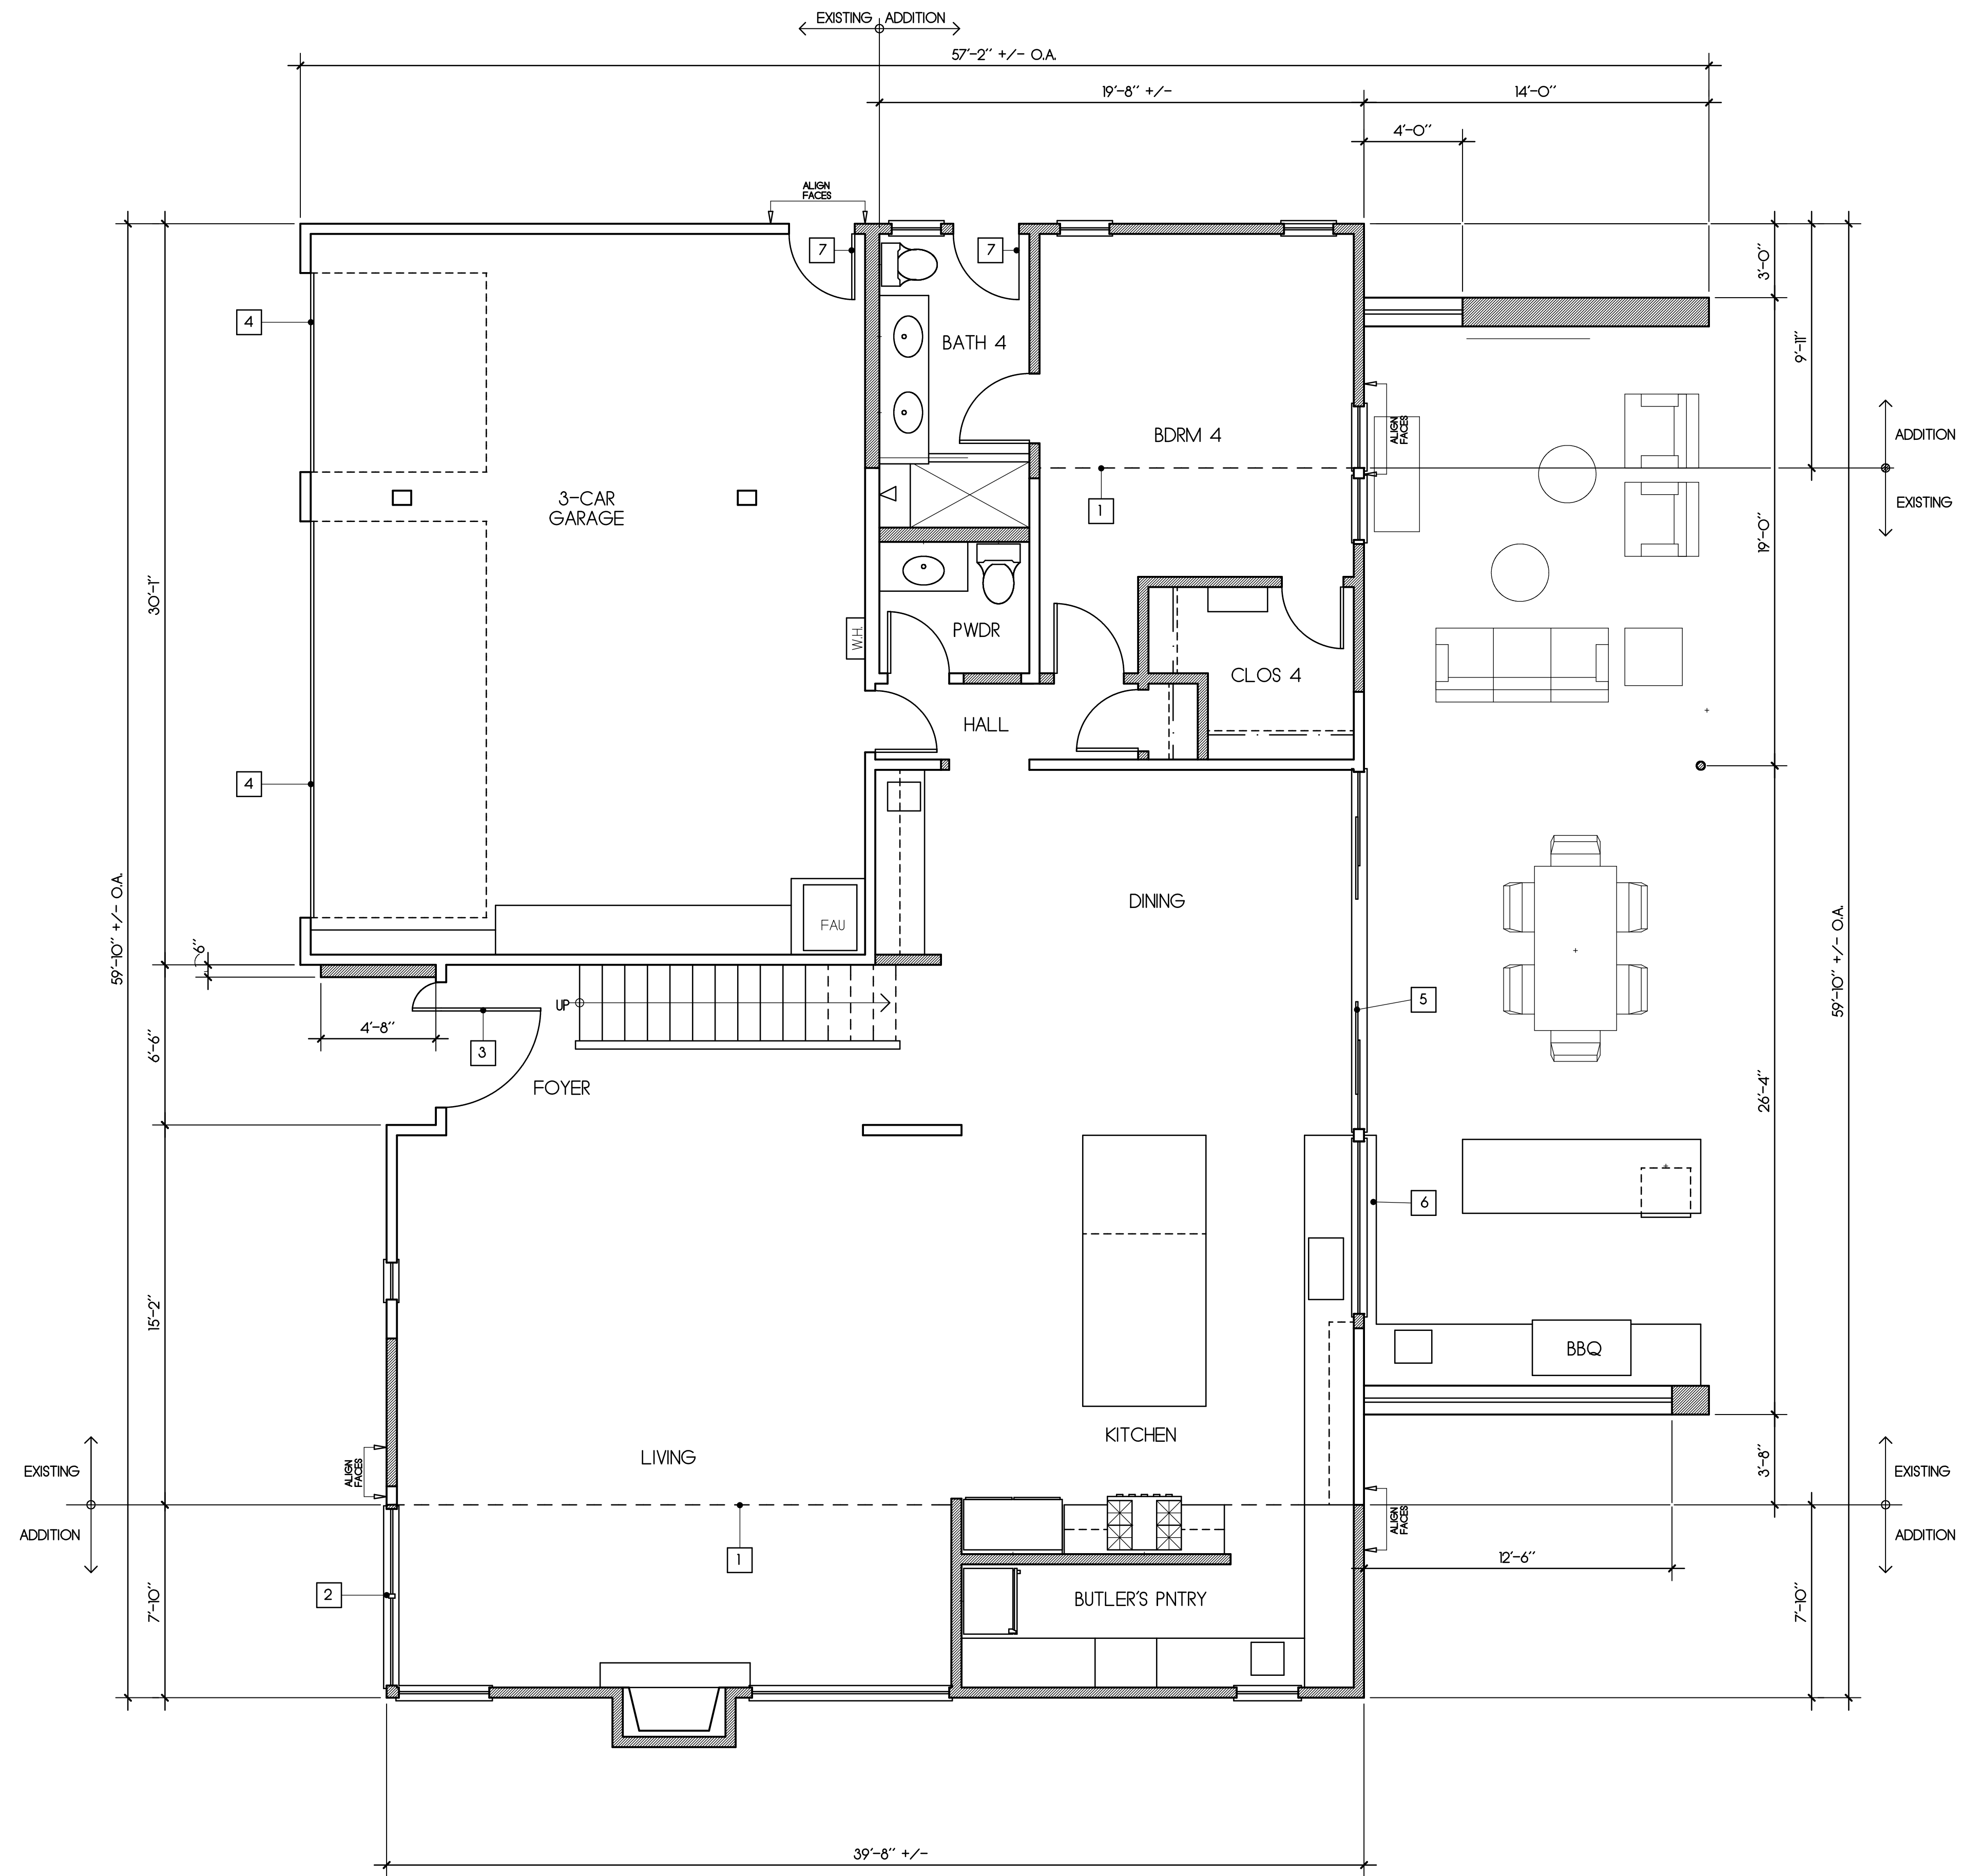 EXISTING ADDITION
57'-2" +/- O.A.
19'-8" +/-
14'-0"
4'-0"
ALIGN
FACES
7
7
3'-0"
9'-11"
4
BATH 4
BDRM 4
ALIGN
FACES
ADDITION
EXISTING
3-CAR
GARAGE
1
19'-0"
30'-1"
W.H.
PWDR
CLOS 4
HALL
DINING
FAU
59'-10" +/- O.A.
59'-10" +/- O.A.
4
6"
UP
5
4'-8"
3
6'-6"
FOYER
26'-4"
6
15'-2"
BBQ
KITCHEN
LIVING
EXISTING
ADDITION
ALIGN
FACES
3'-8"
EXISTING
ADDITION
ALIGN
FACES
1
12'-6"
2
7'-10"
BUTLER'S PNTRY
7'-10"
39'-8" +/-